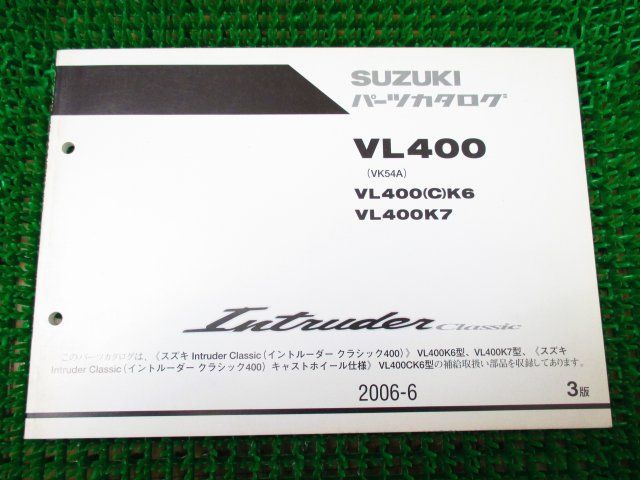 SUZUKI
パーツカタログ
VL400
(VK54A)
VL400(C)K6
VL400K7
Intruder Classic
このパーツカタログは、《スズキ Intruder Classic（イントルーダー クラシック400）》 VL400K6型、VL400K7型、《スズキ
Intruder Classic（イントルーダー クラシック400） キャストホイール仕様》 VL400CK6型の補給取扱い部品を収録してあります。
2006-6
3版